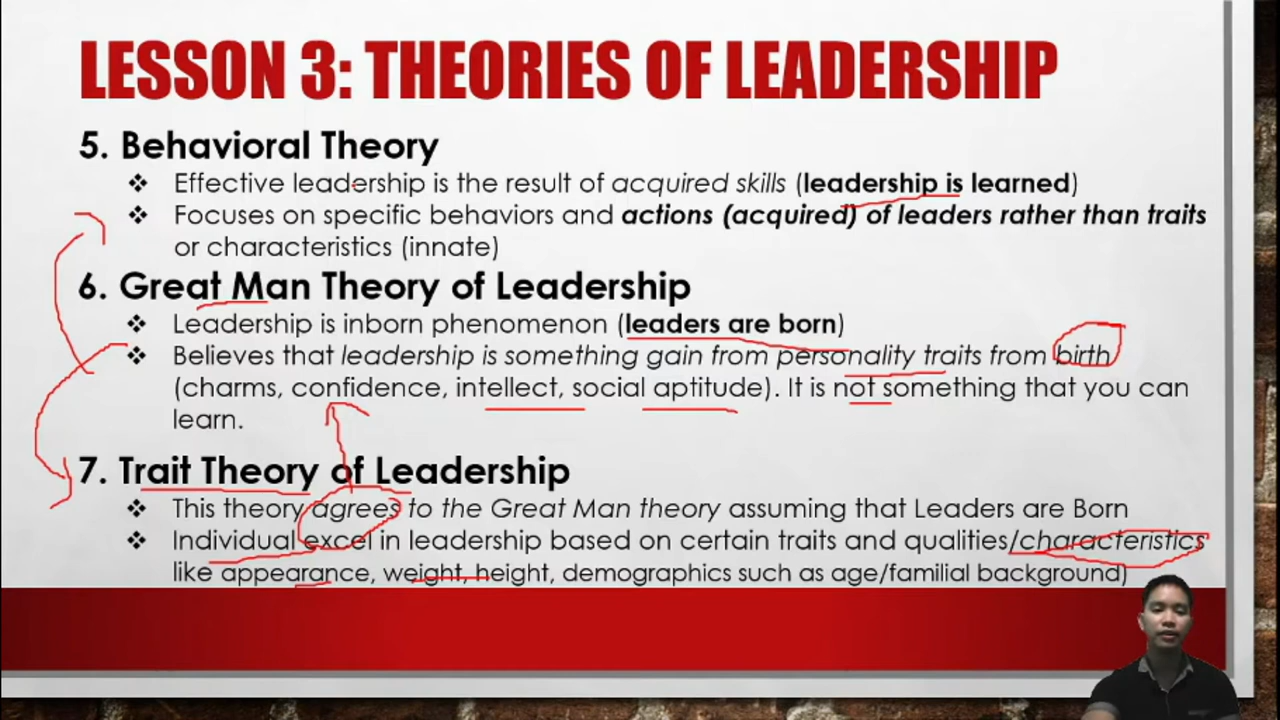 LESSON 3: THEORIES OF LEADERSHIP
5. Behavioral Theory
❖ Effective leadership is the result of acquired skills (leadership is learned)
❖ Focuses on specific behaviors and actions (acquired) of leaders rather than traits
or characteristics (innate)
6. Great Man Theory of Leadership
❖ Leadership is inborn phenomenon (leaders are born)
❖ Believes that leadership is something gain from personality traits from birth
(charms, confidence, intellect, social aptitude). It is not something that you can
learn.
7. Trait Theory of Leadership
❖ This theory agrees to the Great Man theory assuming that Leaders are Born
❖ Individual excel in leadership based on certain traits and qualities/characteristics
like appearance, weight, height, demographics such as age/familial background)